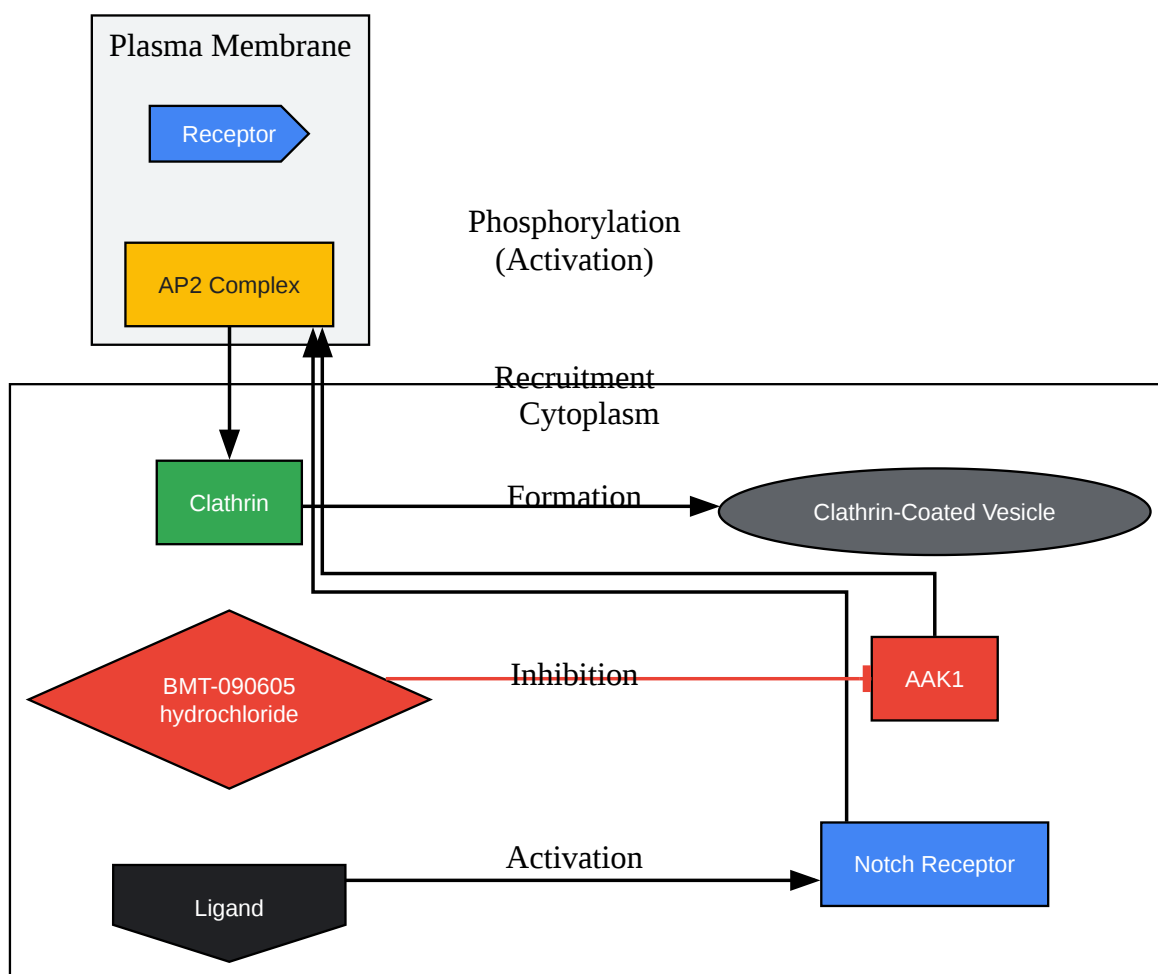 Plasma Membrane
Receptor
Phosphorylation
(Activation)
AP2 Complex
Recruitment
Cytoplasm
Clathrin
Formation
Clathrin-Coated Vesicle
BMT-090605
hydrochloride
Inhibition
AAK1
Activation
Notch Receptor
Ligand